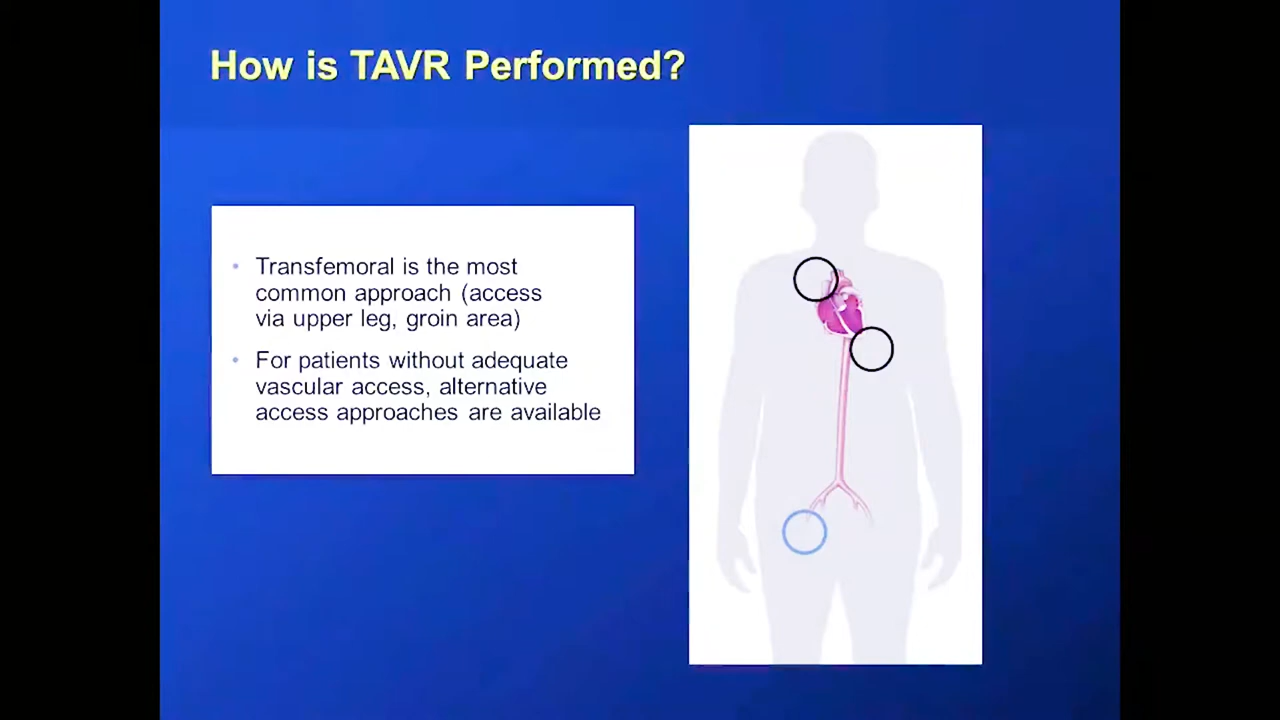 How is TAVR Performed?
• Transfemoral is the most
common approach (access
via upper leg, groin area)
• For patients without adequate
vascular access, alternative
access approaches are available